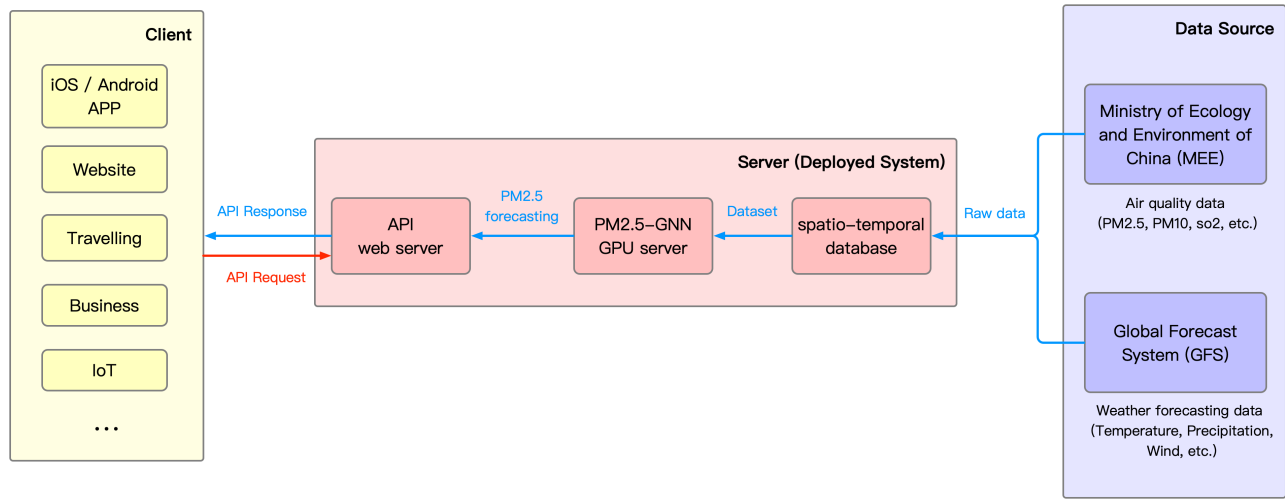 Client
iOS / Android
APP
Website
Travelling
Business
IoT
...
API Response
API Request
Server (Deployed System)
API
web server
PM2.5
forecasting
PM2.5-GNN
GPU server
Dataset
spatio-temporal
database
Raw data
Data Source
Ministry of Ecology
and Environment of
China (MEE)
Air quality data
(PM2.5, PM10, so2, etc.)
Global Forecast
System (GFS)
Weather forecasting data
(Temperature, Precipitation,
Wind, etc.)